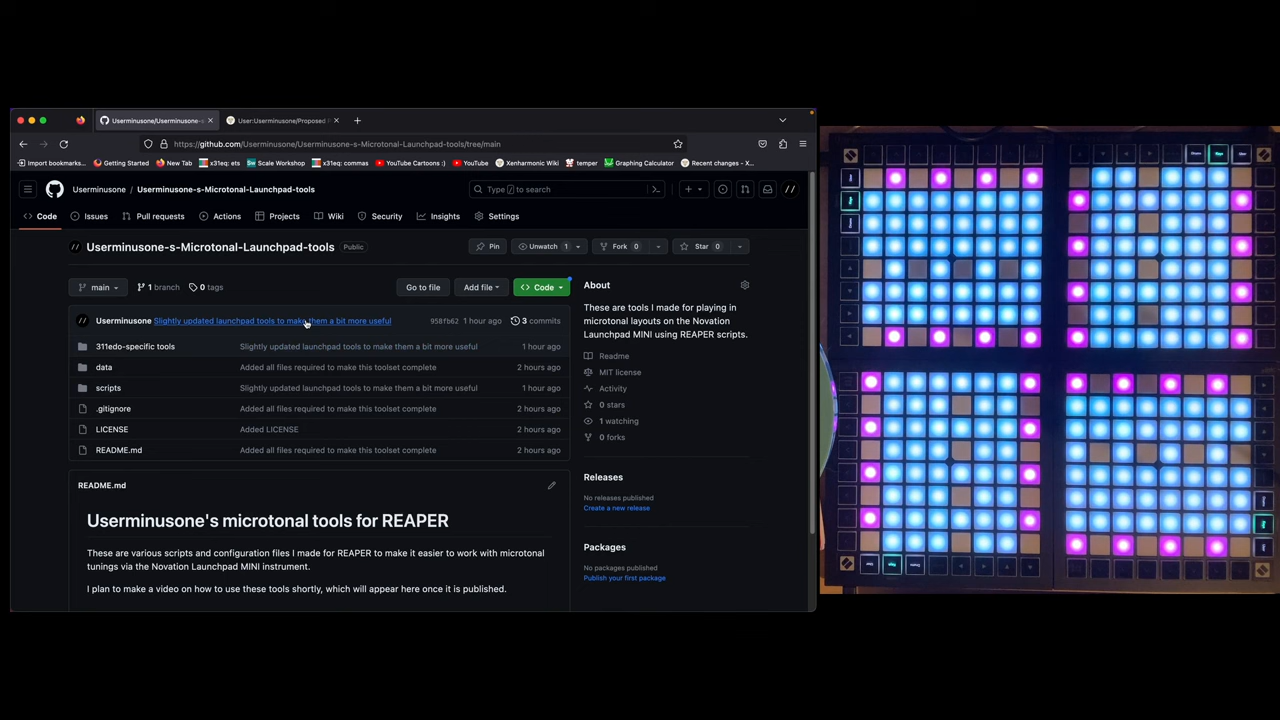 Userminusone/Userminusone-s-
User:Userminusone/Proposed
https://github.com/Userminusone/Userminusone-s-Microtonal-Launchpad-tools/tree/main
Import bookmarks...
Getting Started
New Tab
x31eq: ets
Scale Workshop
x31eq: commas
YouTube Cartoons :)
YouTube
Xenharmonic Wiki
temper
Graphing Calculator
Recent changes - X...
Userminusone / Userminusone-s-Microtonal-Launchpad-tools
Type / to search
Code
Issues
Pull requests
Actions
Projects
Wiki
Security
Insights
Settings
Userminusone-s-Microtonal-Launchpad-tools
Public
Pin
Unwatch 1
Fork 0
Star 0
main
1 branch
0 tags
Go to file
Add file
Code
Userminusone Slightly updated launchpad tools to make them a bit more useful 958fb62 1 hour ago 3 commits
311edo-specific tools Slightly updated launchpad tools to make them a bit more useful 1 hour ago
data Added all files required to make this toolset complete 2 hours ago
scripts Slightly updated launchpad tools to make them a bit more useful 1 hour ago
.gitignore Added all files required to make this toolset complete 2 hours ago
LICENSE Added LICENSE 2 hours ago
README.md Added all files required to make this toolset complete 2 hours ago
README.md
Userminusone's microtonal tools for REAPER
These are various scripts and configuration files I made for REAPER to make it easier to work with microtonal
tunings via the Novation Launchpad MINI instrument.
I plan to make a video on how to use these tools shortly, which will appear here once it is published.
About
These are tools I made for playing in
microtonal layouts on the Novation
Launchpad MINI using REAPER scripts.
Readme
MIT license
Activity
0 stars
1 watching
0 forks
Releases
No releases published
Create a new release
Packages
No packages published
Publish your first package